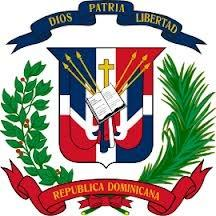 DIOS PATRIA LIBERTAD
REPUBLICA DOMINICANA